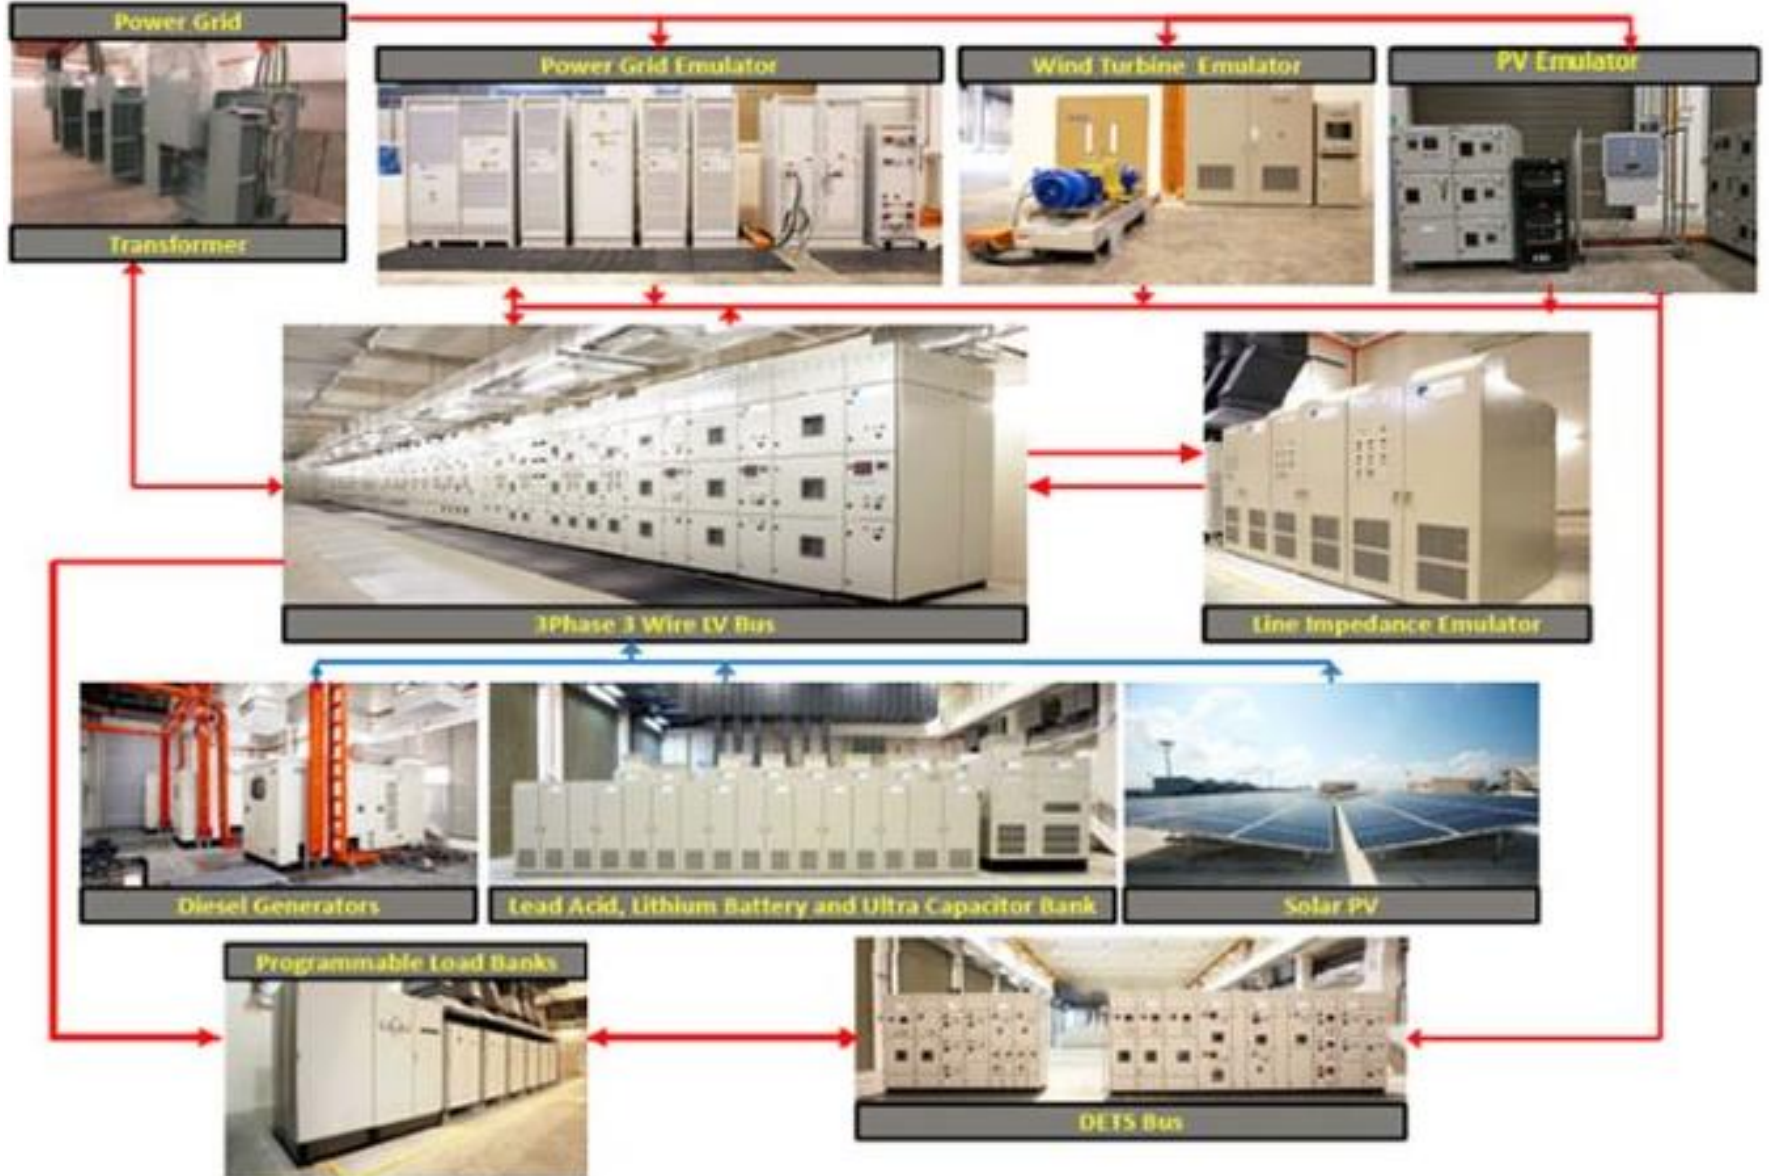 Power Grid
Power Grid Emulator
Wind Turbine Emulator
PV Emulator
Transformer
3Phase 3 Wire LV Bus
Line Impedance Emulator
Diesel Generators
Lead Acid, Lithium Battery and Ultra Capacitor Bank
Solar PV
Programmable Load Banks
DETS Bus